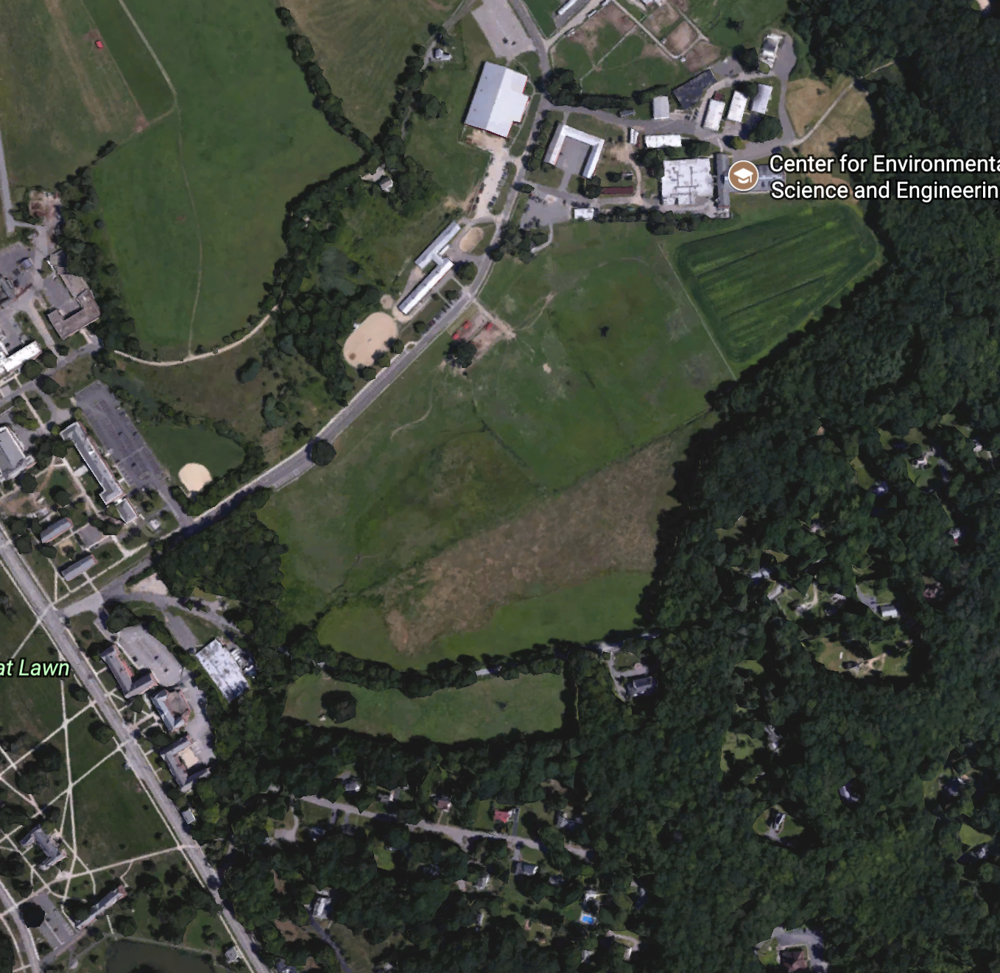 Center for Environmenta
Science and Engineerin
at Lawn